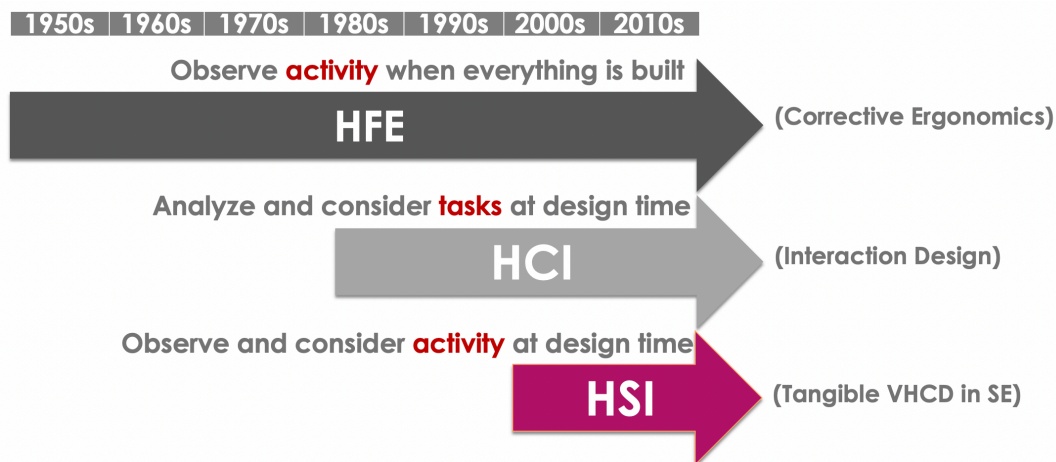 1950s 1960s 1970s 1980s 1990s 2000s 2010s
Observe activity when everything is built
HFE
(Corrective Ergonomics)
Analyze and consider tasks at design time
HCI
(Interaction Design)
Observe and consider activity at design time
HSI
(Tangible VHCD in SE)